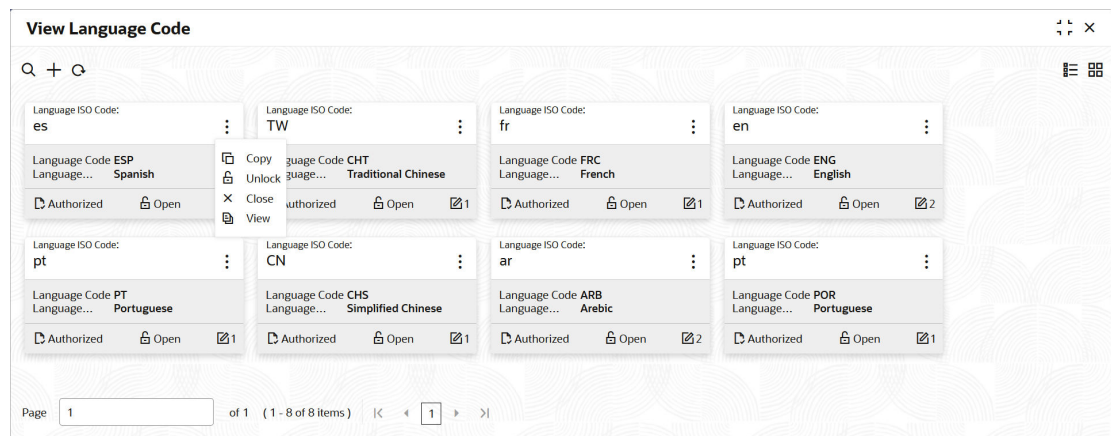 View Language Code
Language ISO Code:
es
Language Code ESP
Language... Spanish
Authorized Open
Copy
Unlock
Close
View
Language ISO Code:
TW
guage Code CHT
guage... Traditional Chinese
uthorized Open 1
Language ISO Code:
fr
Language Code FRC
Language... French
Authorized Open 1
Language ISO Code:
en
Language Code ENG
Language... English
Authorized Open 2
Language ISO Code:
pt
Language Code PT
Language... Portuguese
Authorized Open 1
Language ISO Code:
CN
Language Code CHS
Language... Simplified Chinese
Authorized Open 1
Language ISO Code:
ar
Language Code ARB
Language... Arebic
Authorized Open 2
Language ISO Code:
pt
Language Code POR
Language... Portuguese
Authorized Open 1
Page 1 of 1 ( 1 - 8 of 8 items ) 1